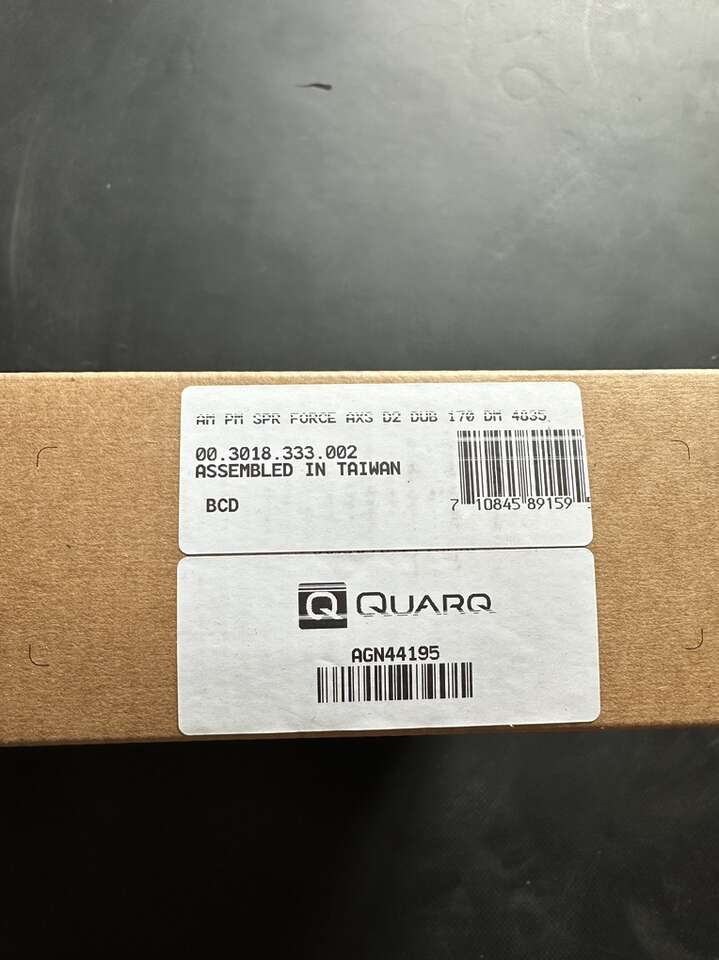 AM PM SPR FORCE AXS D2 DUB 170 DM 4835
00.3018.333.002
ASSEMBLED IN TAIWAN
BCD
7 10845 89159
Q QUARQ
AGN44195